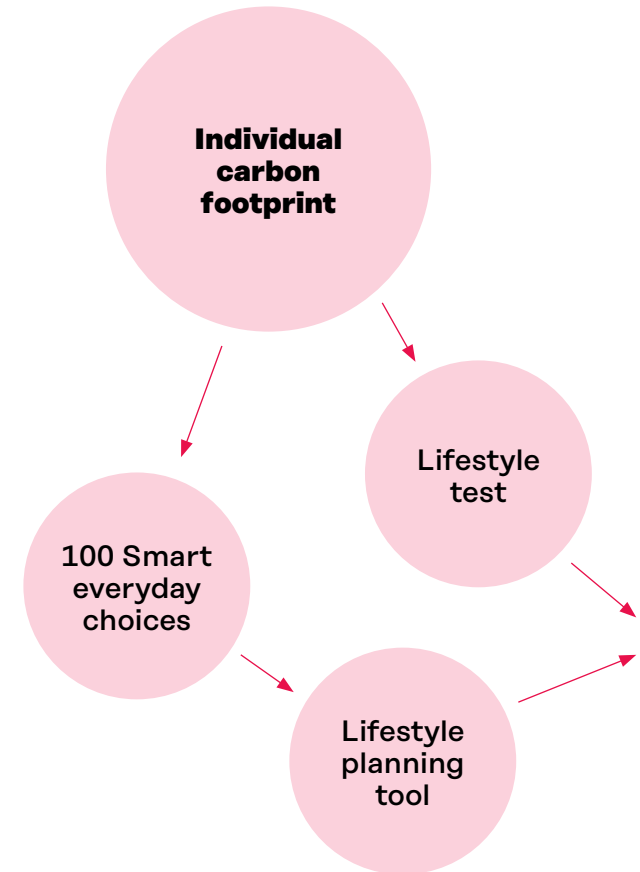 Individual
carbon
footprint
Lifestyle
test
100 Smart
everyday
choices
Lifestyle
planning
tool